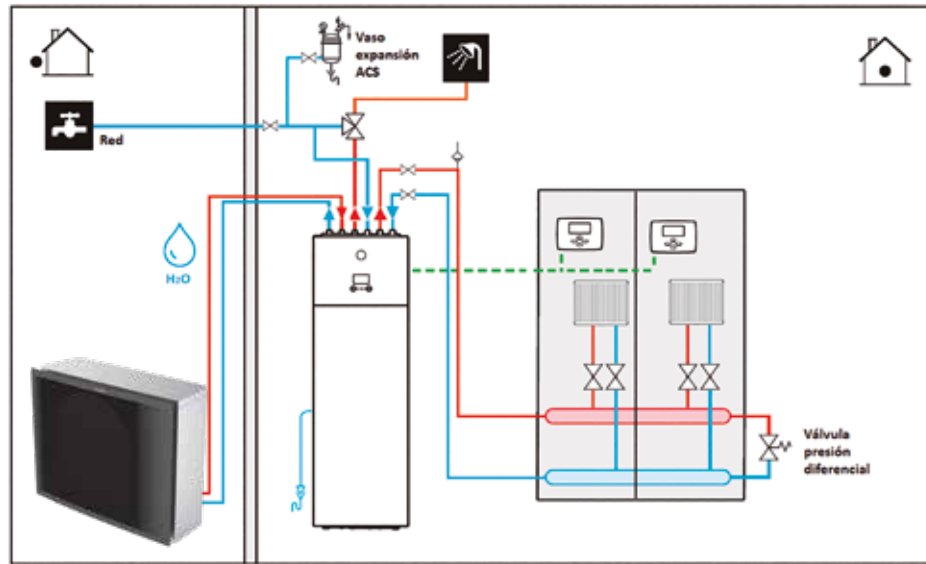 Vaso
expansión
ACS
Red
H₂O
Válvula
presión
diferencial